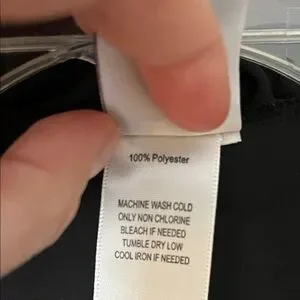 100% Polyester
MACHINE WASH COLD
ONLY NON CHLORINE
BLEACH IF NEEDED
TUMBLE DRY LOW
COOL IRON IF NEEDED